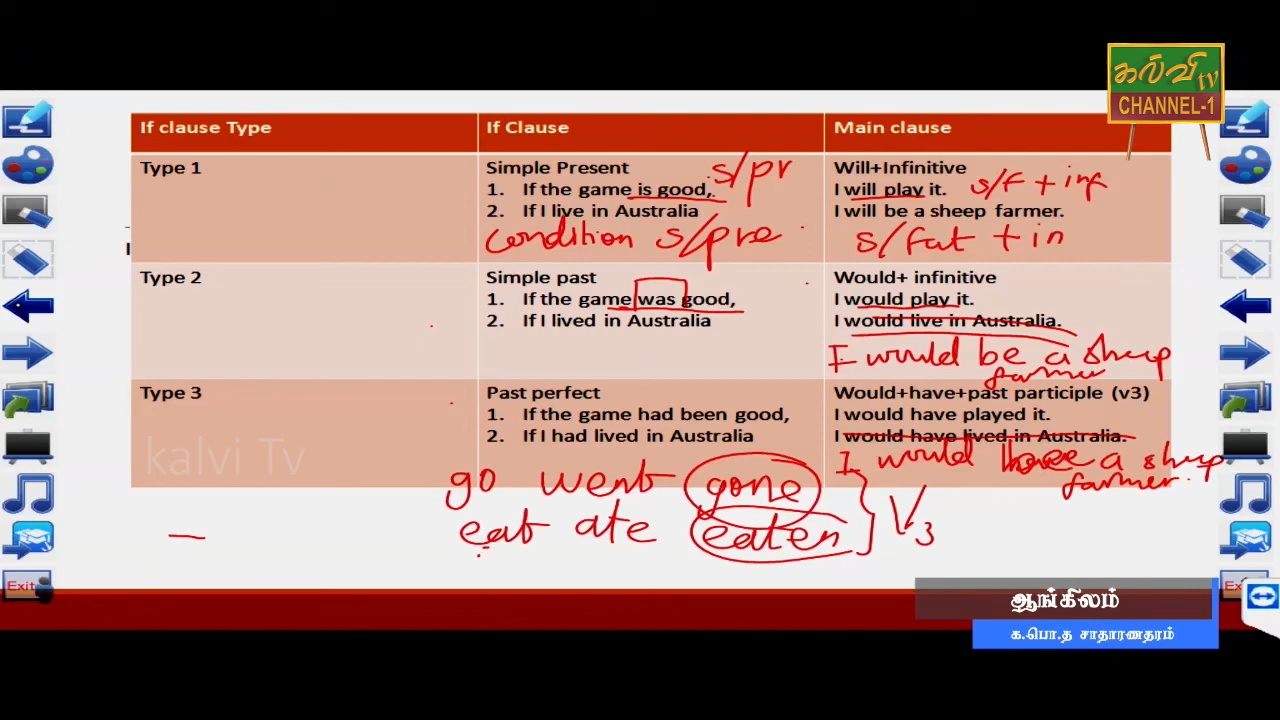 கல்வி tv
CHANNEL-1
If clause Type If Clause Main clause
Type 1 Simple Present s/pr Will+Infinitive
1. If the game is good, I will play it. s/f + inf
2. If I live in Australia I will be a sheep farmer.
condition s/pre s/fut + in
Type 2 Simple past Would+ infinitive
1. If the game was good, I would play it.
2. If I lived in Australia I would live in Australia.
I would be a sheep
farmer
Type 3 Past perfect Would+have+past participle (v3)
1. If the game had been good, I would have played it.
2. If I had lived in Australia I would have lived in Australia.
kalvi Tv
I would a sheep
farmer.
go went gone
eat ate eaten V3
Exit
ஆங்கிலம்
க.பொ.த சாதாரணதரம்